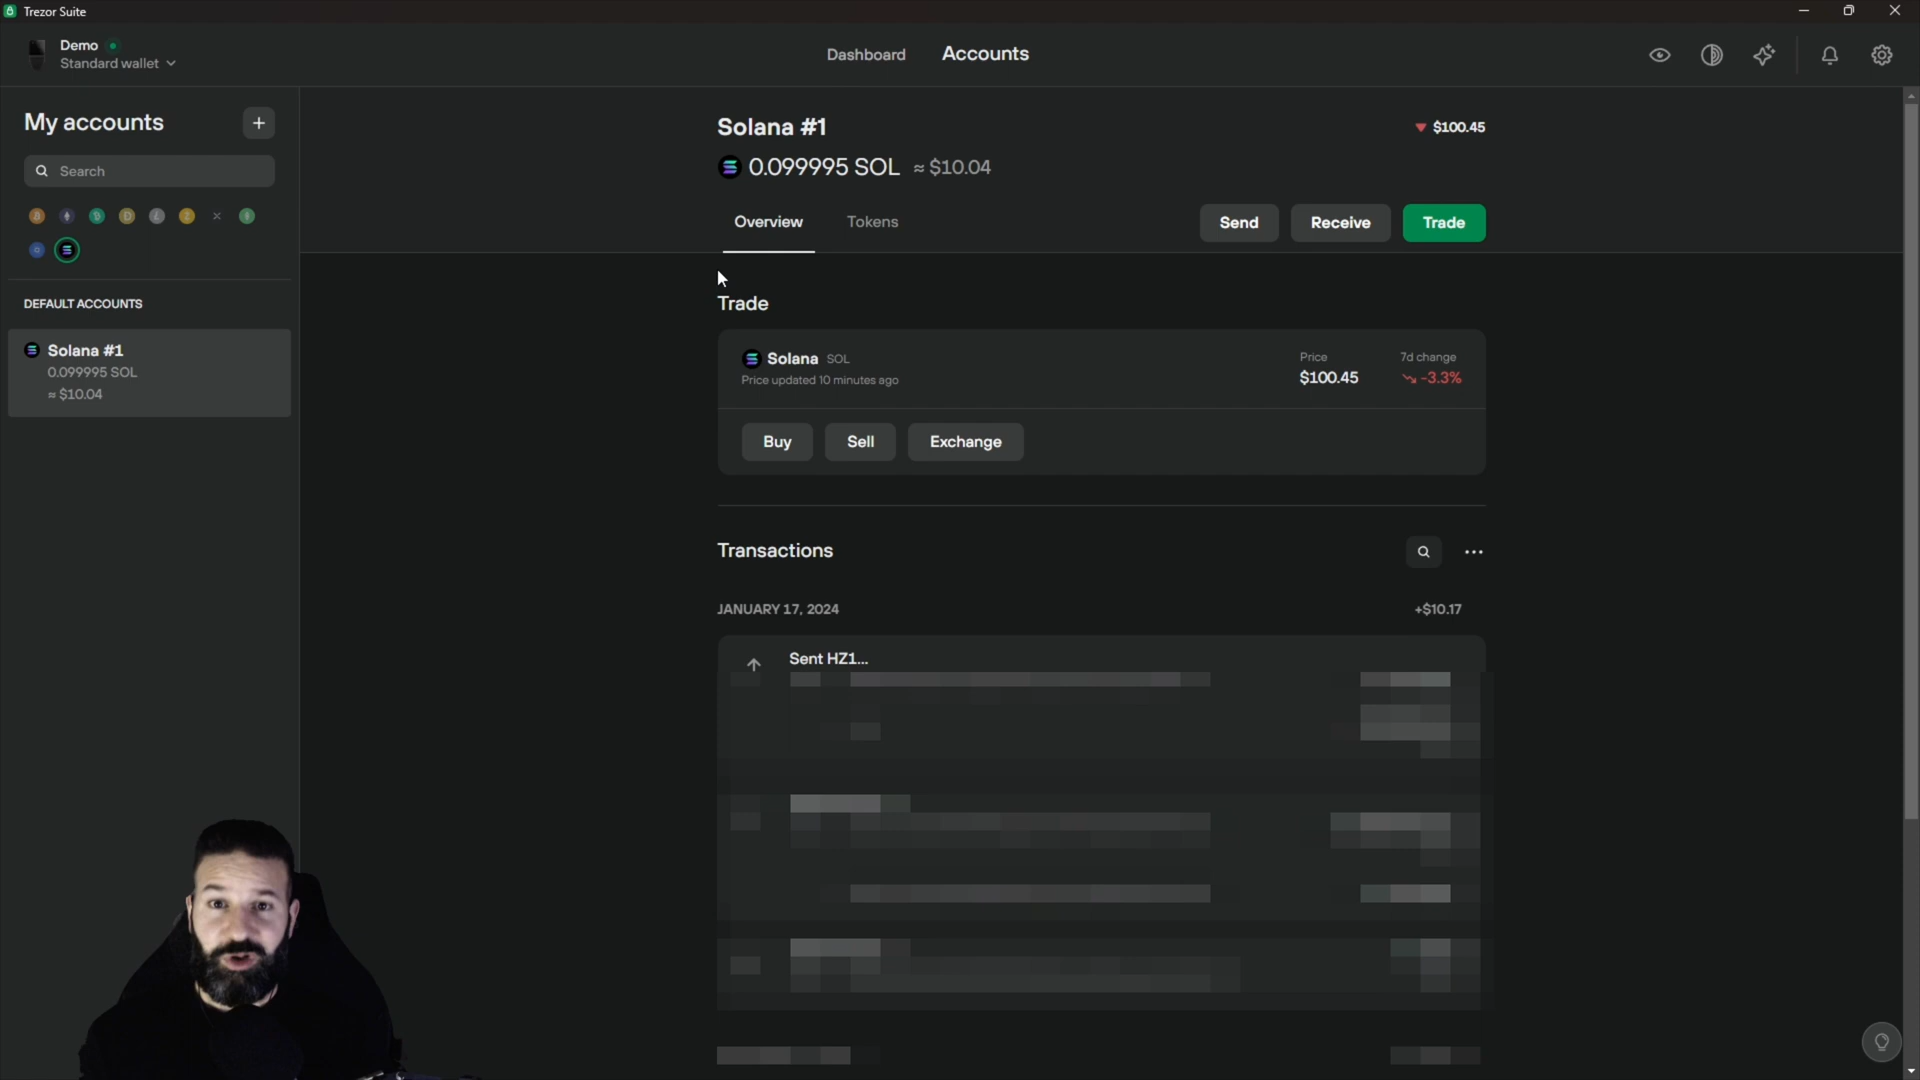 Trezor Suite
Demo
Standard wallet
Dashboard
Accounts
My accounts
Search
DEFAULT ACCOUNTS
Solana #1
0.099995 SOL
≈ $10.04
Solana #1
$100.45
0.099995 SOL ≈ $10.04
Overview
Tokens
Send
Receive
Trade
Trade
Solana SOL
Price updated 10 minutes ago
Price
$100.45
7d change
-3.3%
Buy
Sell
Exchange
Transactions
JANUARY 17, 2024
+$10.17
Sent HZ1...